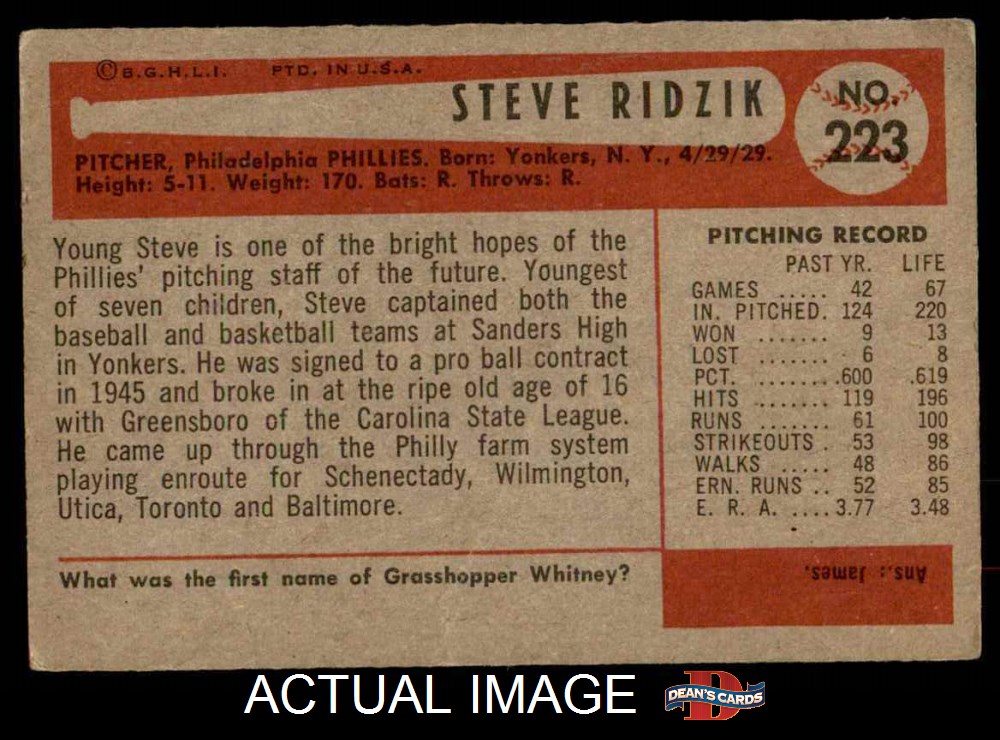 ©B.G.H.L.I. PTD. IN U.S.A.
STEVE RIDZIK
NO.
223
PITCHER, Philadelphia PHILLIES. Born: Yonkers, N. Y., 4/29/29.
Height: 5-11. Weight: 170. Bats: R. Throws: R.
Young Steve is one of the bright hopes of the
Phillies' pitching staff of the future. Youngest
of seven children, Steve captained both the
baseball and basketball teams at Sanders High
in Yonkers. He was signed to a pro ball contract
in 1945 and broke in at the ripe old age of 16
with Greensboro of the Carolina State League.
He came up through the Philly farm system
playing enroute for Schenectady, Wilmington,
Utica, Toronto and Baltimore.
What was the first name of Grasshopper Whitney?
PITCHING RECORD
PAST YR. LIFE
GAMES ..... 42 67
IN. PITCHED. 124 220
WON ....... 9 13
LOST ....... 6 8
PCT. ........ .600 .619
HITS ....... 119 196
RUNS ....... 61 100
STRIKEOUTS . 53 98
WALKS ..... 48 86
ERN. RUNS .. 52 85
E. R. A. .... 3.77 3.48
Ans.: James.
ACTUAL IMAGE
D
DEAN'S CARDS